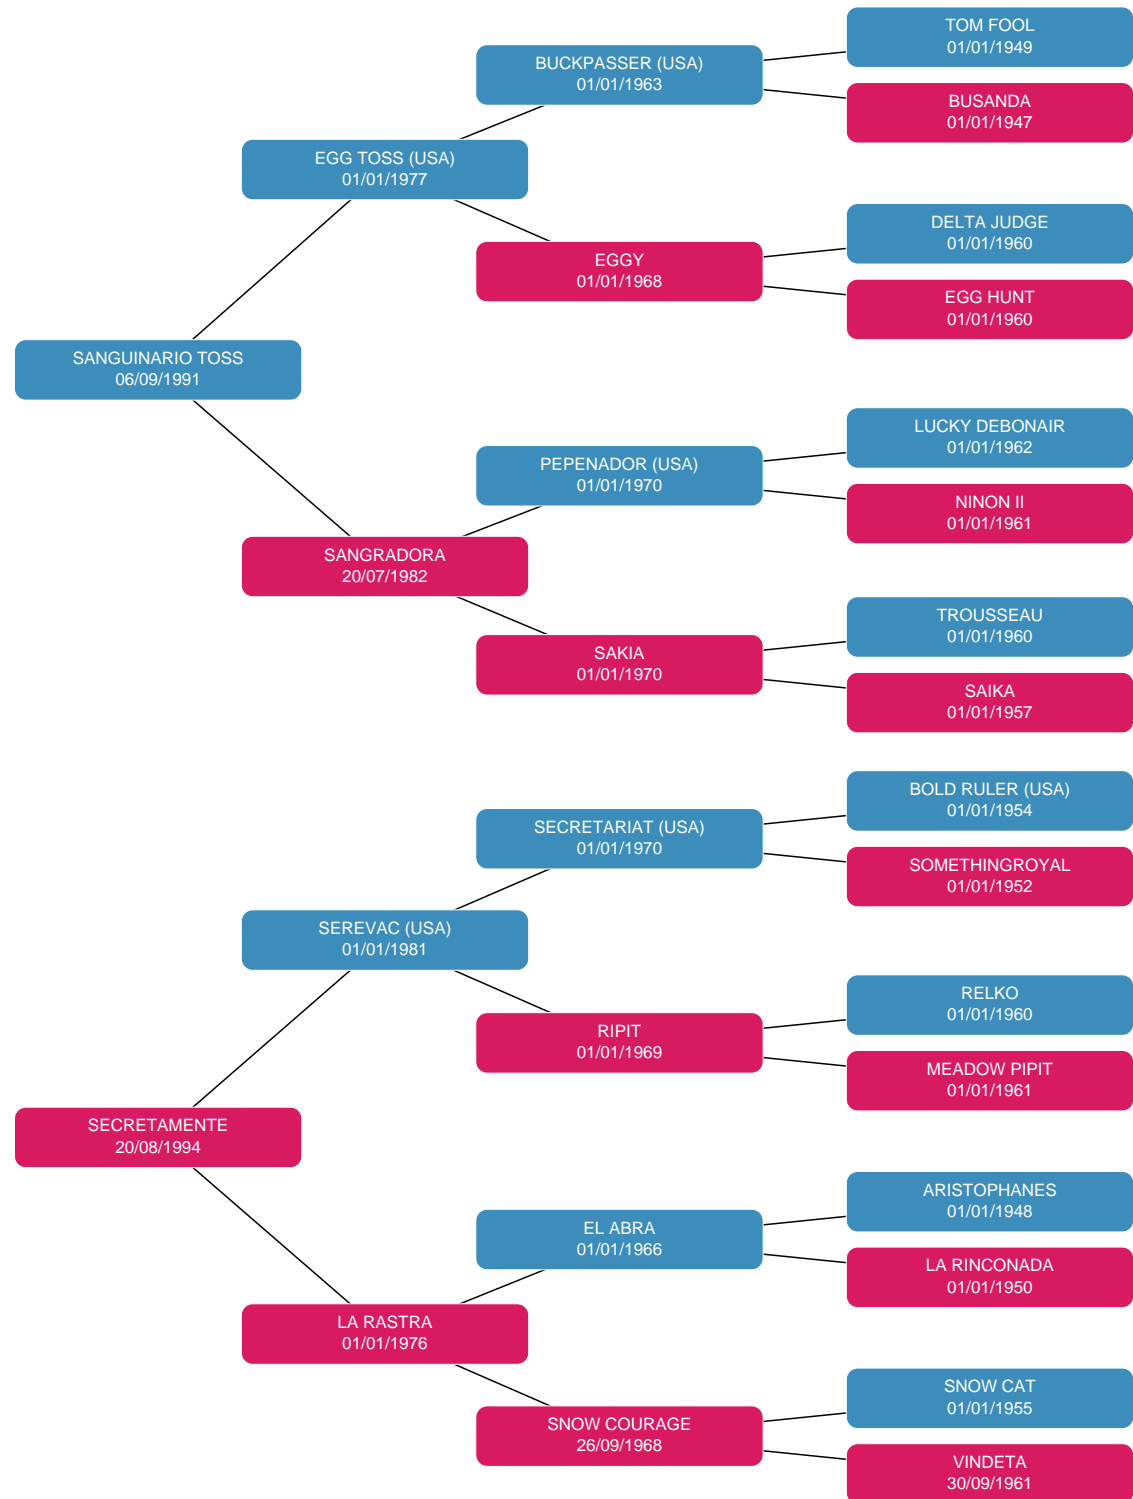 TOM FOOL
01/01/1949
BUCKPASSER (USA)
01/01/1963
BUSANDA
01/01/1947
EGG TOSS (USA)
01/01/1977
DELTA JUDGE
01/01/1960
EGGY
01/01/1968
EGG HUNT
01/01/1960
SANGUINARIO TOSS
06/09/1991
LUCKY DEBONAIR
01/01/1962
PEPENADOR (USA)
01/01/1970
NINON II
01/01/1961
SANGRADORA
20/07/1982
TROUSSEAU
01/01/1960
SAKIA
01/01/1970
SAIKA
01/01/1957
BOLD RULER (USA)
01/01/1954
SECRETARIAT (USA)
01/01/1970
SOMETHINGROYAL
01/01/1952
SEREVAC (USA)
01/01/1981
RELKO
01/01/1960
RIPIT
01/01/1969
MEADOW PIPIT
01/01/1961
SECRETAMENTE
20/08/1994
ARISTOPHANES
01/01/1948
EL ABRA
01/01/1966
LA RINCONADA
01/01/1950
LA RASTRA
01/01/1976
SNOW CAT
01/01/1955
SNOW COURAGE
26/09/1968
VINDETA
30/09/1961